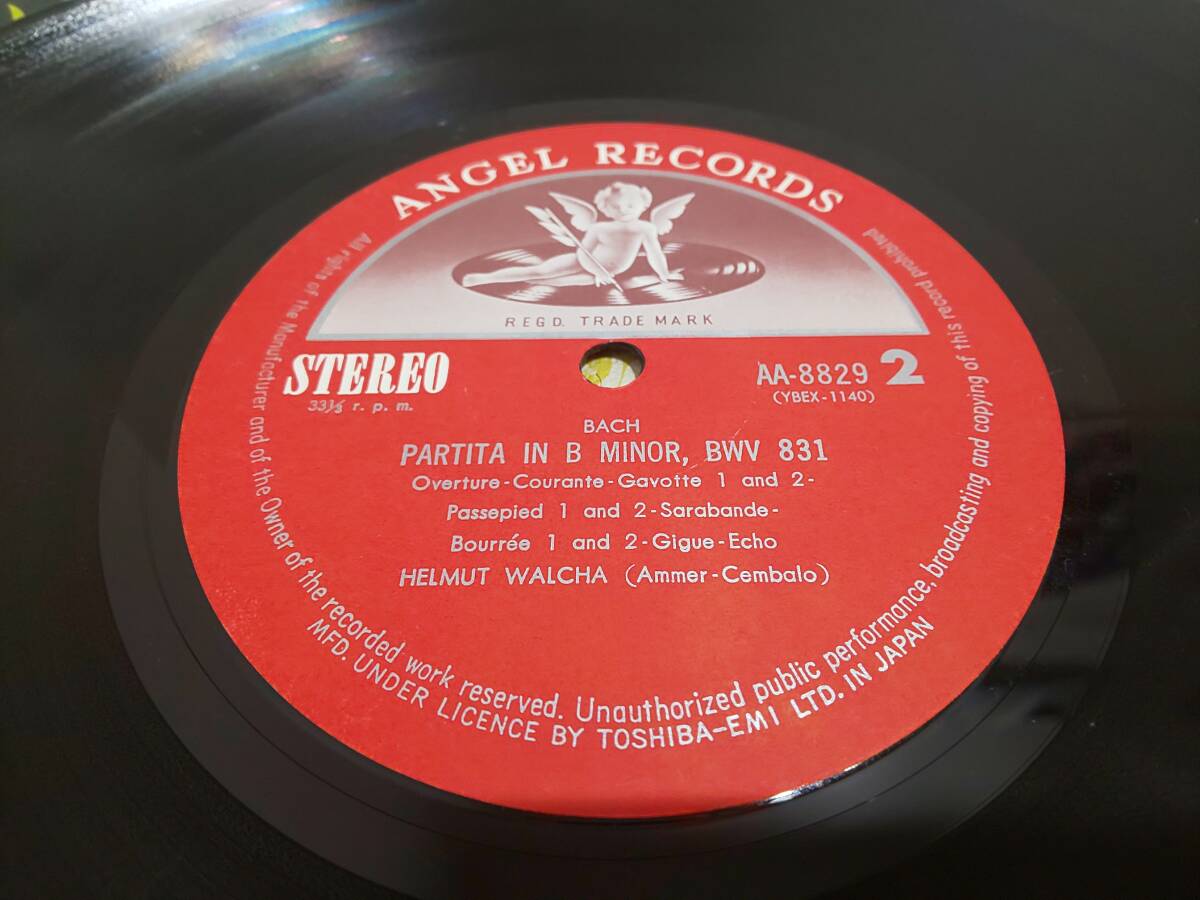 ANGEL RECORDS
REGD. TRADE MARK
STEREO
33⅓ r. p. m.
AA-8829 2
(YBEX-1140)
BACH
PARTITA IN B MINOR, BWV 831
Overture-Courante-Gavotte 1 and 2-
Passepied 1 and 2-Sarabande-
Bourrée 1 and 2-Gigue-Echo
HELMUT WALCHA (Ammer-Cembalo)
All rights of the Manufacturer and of the Owner of the recorded work reserved. Unauthorized public performance, broadcasting and copying of this record prohibited
MFD. UNDER LICENCE BY TOSHIBA-EMI LTD. IN JAPAN